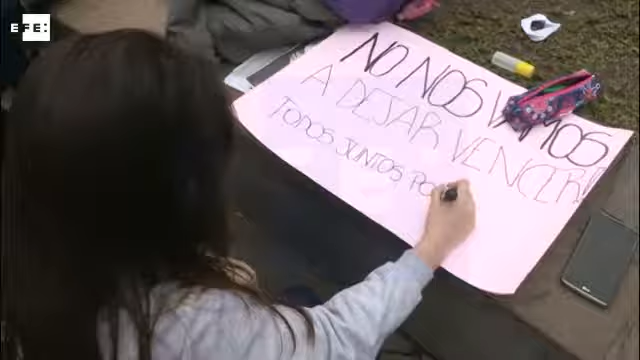 EFE:
NO NOS VAMOS
A DEJAR VENCER!!
TODOS JUNTOS PO